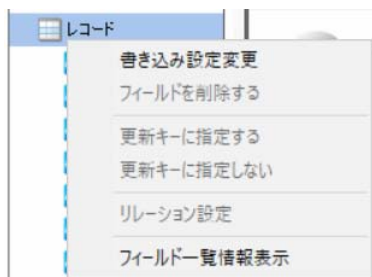 レコード
書き込み設定変更
フィールドを削除する
更新キーに指定する
更新キーに指定しない
リレーション設定
フィールド一覧情報表示